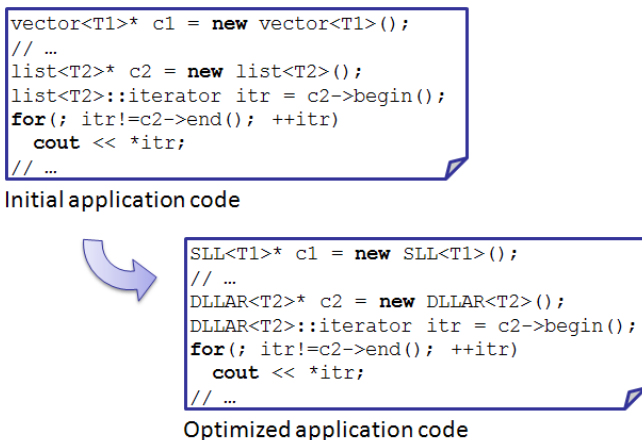 vector<T1>* c1 = new vector<T1>();
// …
list<T2>* c2 = new list<T2>();
list<T2>::iterator itr = c2->begin();
for(; itr!=c2->end(); ++itr)
  cout << *itr;
// …
Initial application code
SLL<T1>* c1 = new SLL<T1>();
// …
DLLAR<T2>* c2 = new DLLAR<T2>();
DLLAR<T2>::iterator itr = c2->begin();
for(; itr!=c2->end(); ++itr)
  cout << *itr;
// …
Optimized application code